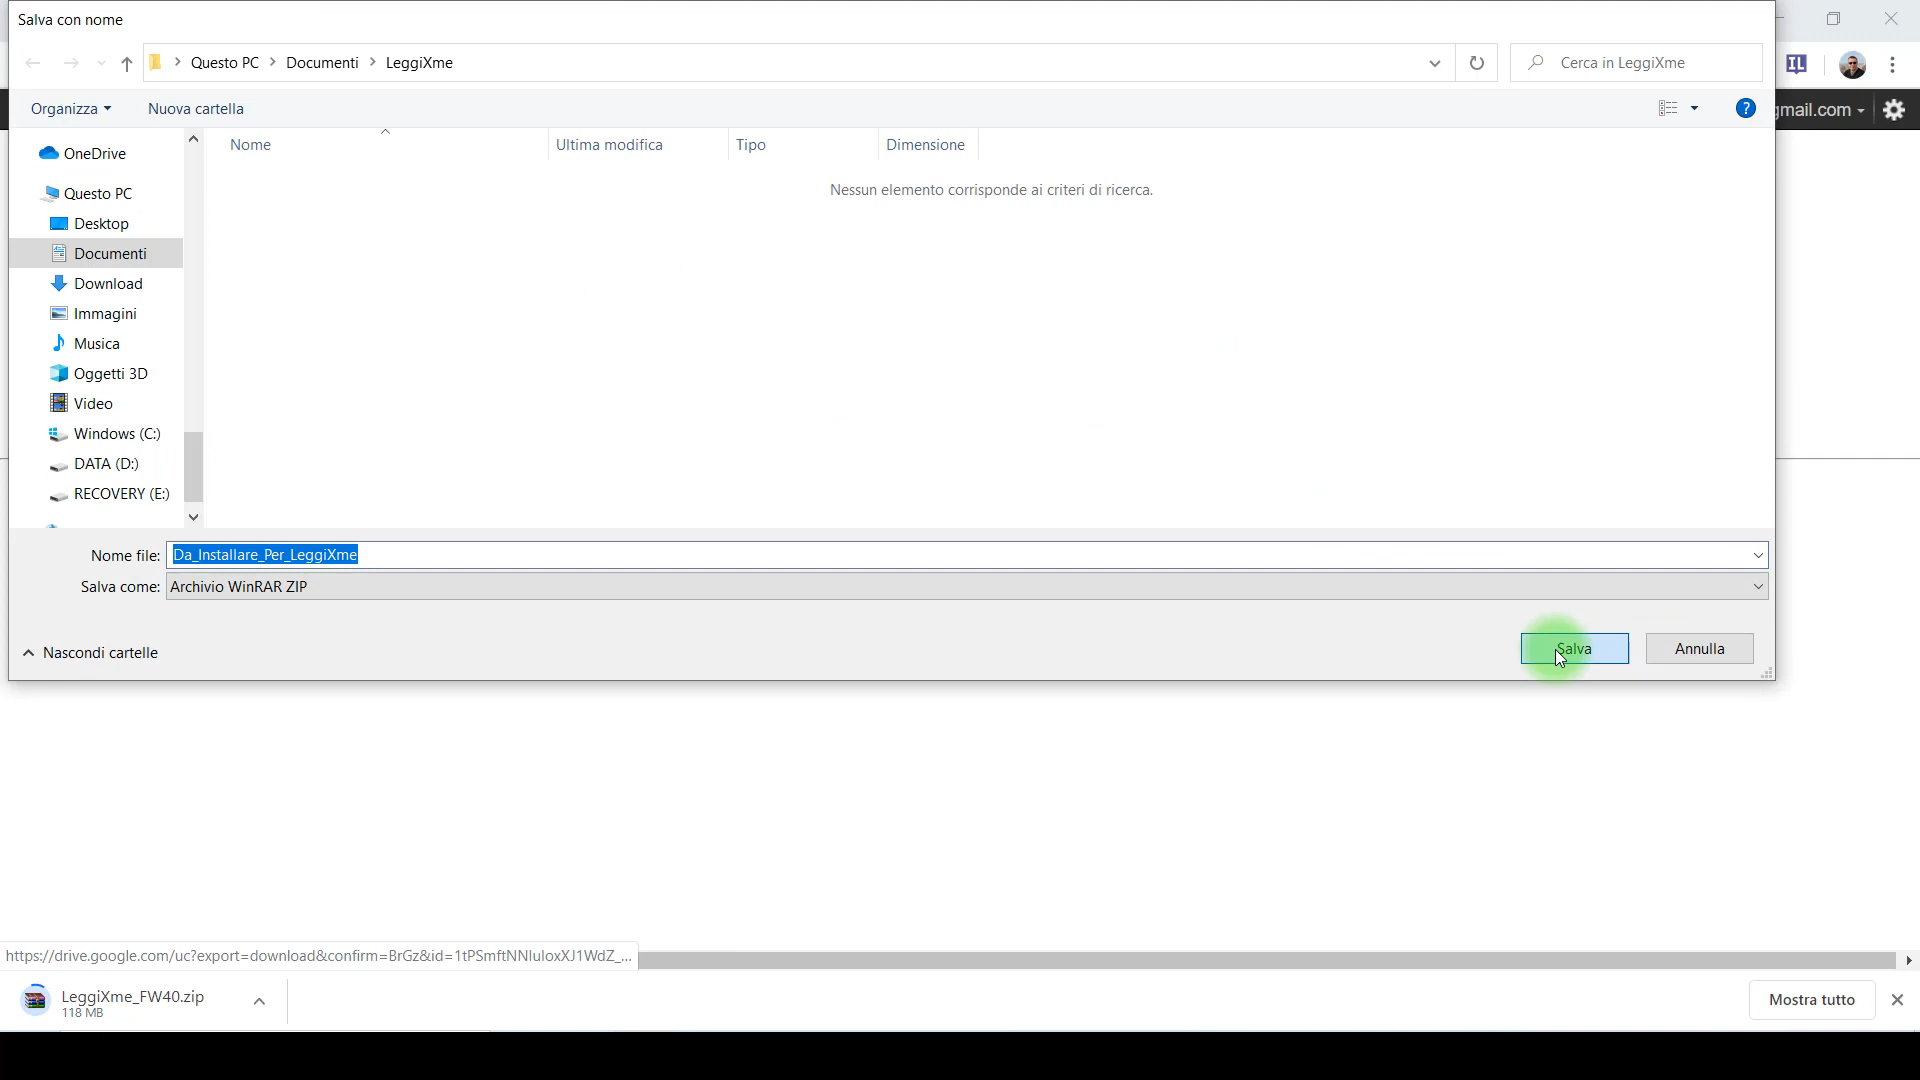 Salva con nome
Questo PC
Documenti
LeggiXme
Cerca in LeggiXme
IL
Organizza
Nuova cartella
?
gmail.com
Nome
Ultima modifica
Tipo
Dimensione
OneDrive
Nessun elemento corrisponde ai criteri di ricerca.
Questo PC
Desktop
Documenti
Download
Immagini
Musica
Oggetti 3D
Video
Windows (C:)
DATA (D:)
RECOVERY (E:)
Nome file:
Da_Installare_Per_LeggiXme
Salva come:
Archivio WinRAR ZIP
Nascondi cartelle
Salva
Annulla
https://drive.google.com/uc?export=download&confirm=BrGz&id=1tPSmftNNIuloxXJ1WdZ_...
LeggiXme_FW40.zip
118 MB
Mostra tutto